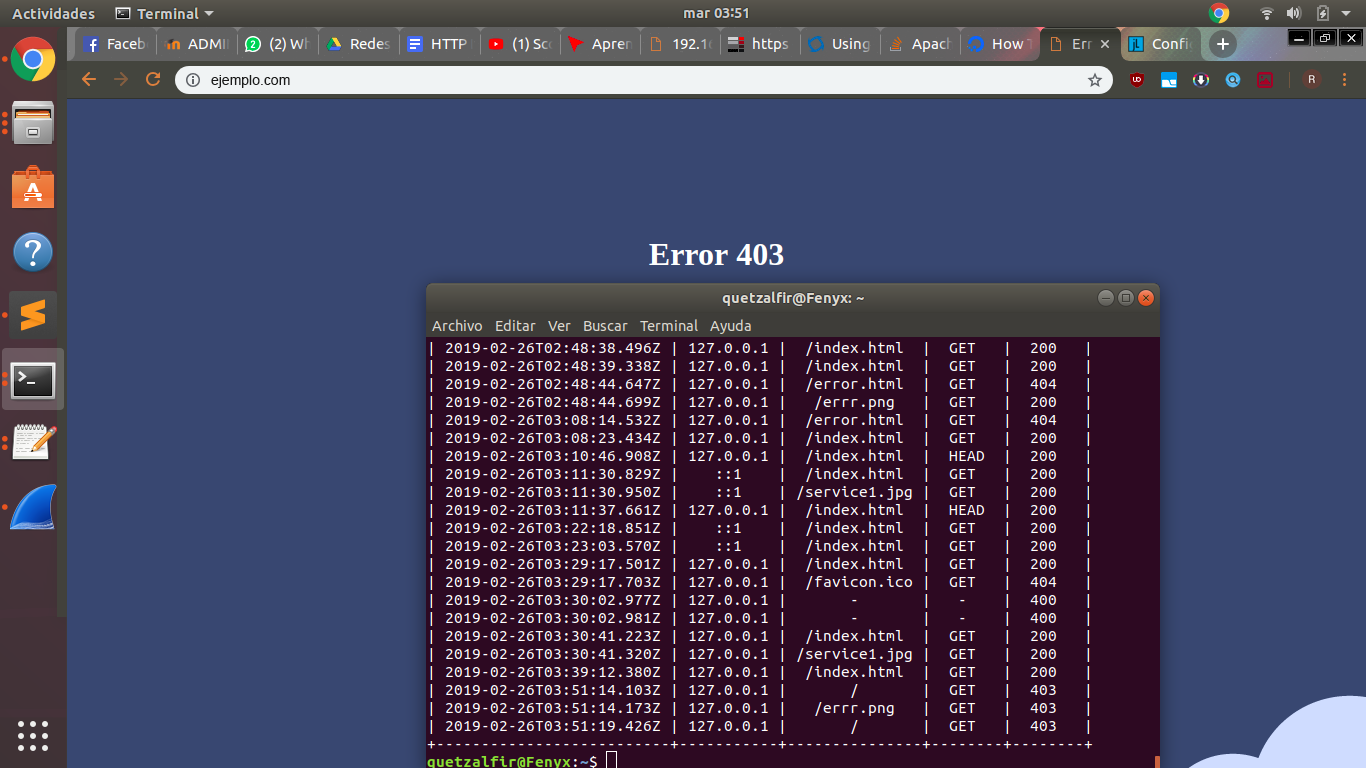 Actividades Terminal mar 03:51
Faceb ADMI (2) Wh Redes HTTP (1) Sc Apren 192.1 https Using Apach How T Err Config
ejemplo.com R
Error 403
quetzalfir@Fenyx: ~
Archivo Editar Ver Buscar Terminal Ayuda
| 2019-02-26T02:48:38.496Z | 127.0.0.1 | /index.html | GET | 200 |
| 2019-02-26T02:48:39.338Z | 127.0.0.1 | /index.html | GET | 200 |
| 2019-02-26T02:48:44.647Z | 127.0.0.1 | /error.html | GET | 404 |
| 2019-02-26T02:48:44.699Z | 127.0.0.1 | /errr.png | GET | 200 |
| 2019-02-26T03:08:14.532Z | 127.0.0.1 | /error.html | GET | 404 |
| 2019-02-26T03:08:23.434Z | 127.0.0.1 | /index.html | GET | 200 |
| 2019-02-26T03:10:46.908Z | 127.0.0.1 | /index.html | HEAD | 200 |
| 2019-02-26T03:11:30.829Z | ::1 | /index.html | GET | 200 |
| 2019-02-26T03:11:30.950Z | ::1 | /service1.jpg | GET | 200 |
| 2019-02-26T03:11:37.661Z | 127.0.0.1 | /index.html | HEAD | 200 |
| 2019-02-26T03:22:18.851Z | ::1 | /index.html | GET | 200 |
| 2019-02-26T03:23:03.570Z | ::1 | /index.html | GET | 200 |
| 2019-02-26T03:29:17.501Z | 127.0.0.1 | /index.html | GET | 200 |
| 2019-02-26T03:29:17.703Z | 127.0.0.1 | /favicon.ico | GET | 404 |
| 2019-02-26T03:30:02.977Z | 127.0.0.1 | - | - | 400 |
| 2019-02-26T03:30:02.981Z | 127.0.0.1 | - | - | 400 |
| 2019-02-26T03:30:41.223Z | 127.0.0.1 | /index.html | GET | 200 |
| 2019-02-26T03:30:41.320Z | 127.0.0.1 | /service1.jpg | GET | 200 |
| 2019-02-26T03:39:12.380Z | 127.0.0.1 | /index.html | GET | 200 |
| 2019-02-26T03:51:14.103Z | 127.0.0.1 | / | GET | 403 |
| 2019-02-26T03:51:14.173Z | 127.0.0.1 | /errr.png | GET | 403 |
| 2019-02-26T03:51:19.426Z | 127.0.0.1 | / | GET | 403 |
+--------------------------+-----------+---------------+--------+--------+
quetzalfir@Fenyx:~$